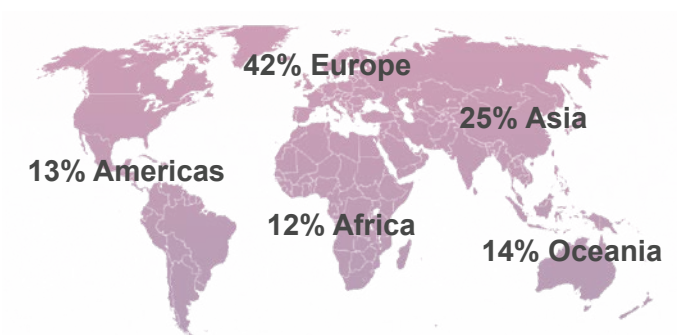 42% Europe
25% Asia
13% Americas
12% Africa
14% Oceania